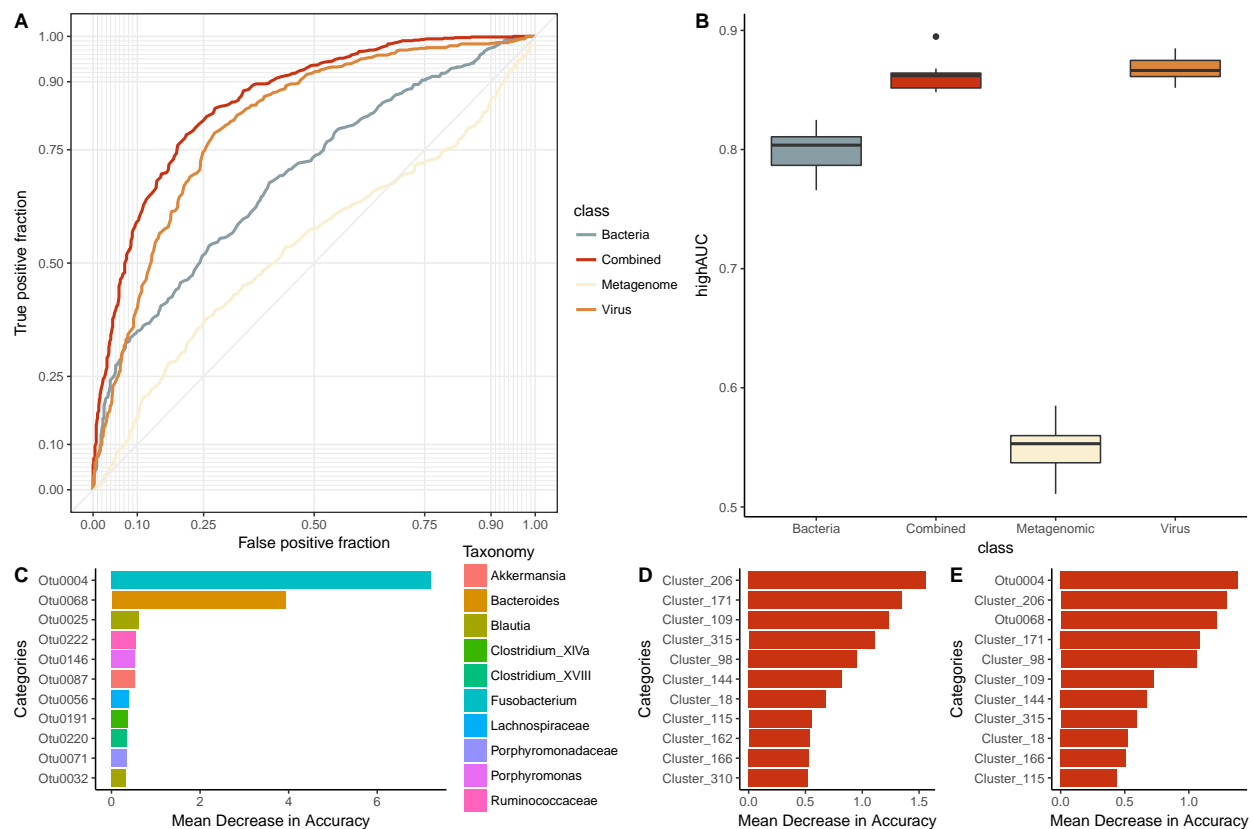 A
1.00
0.90
0.75
0.50
0.25
0.10
0.00
True positive fraction
0.00 0.10 0.25 0.50 0.75 0.90 1.00
False positive fraction
class
Bacteria
Combined
Metagenome
Virus
B
0.9
0.8
0.7
0.6
0.5
highAUC
Bacteria Combined Metagenomic Virus
class
C
Otu0004
Otu0068
Otu0025
Otu0222
Otu0146
Otu0087
Otu0056
Otu0191
Otu0220
Otu0071
Otu0032
Categories
0 2 4 6
Mean Decrease in Accuracy
Taxonomy
Akkermansia
Bacteroides
Blautia
Clostridium_XIVa
Clostridium_XVIII
Fusobacterium
Lachnospiraceae
Porphyromonadaceae
Porphyromonas
Ruminococcaceae
D
Cluster_206
Cluster_171
Cluster_109
Cluster_315
Cluster_98
Cluster_144
Cluster_18
Cluster_115
Cluster_162
Cluster_166
Cluster_310
Categories
0.0 0.5 1.0 1.5
Mean Decrease in Accuracy
E
Otu0004
Cluster_206
Otu0068
Cluster_171
Cluster_98
Cluster_109
Cluster_144
Cluster_315
Cluster_18
Cluster_166
Cluster_115
Categories
0.0 0.5 1.0
Mean Decrease in Accuracy